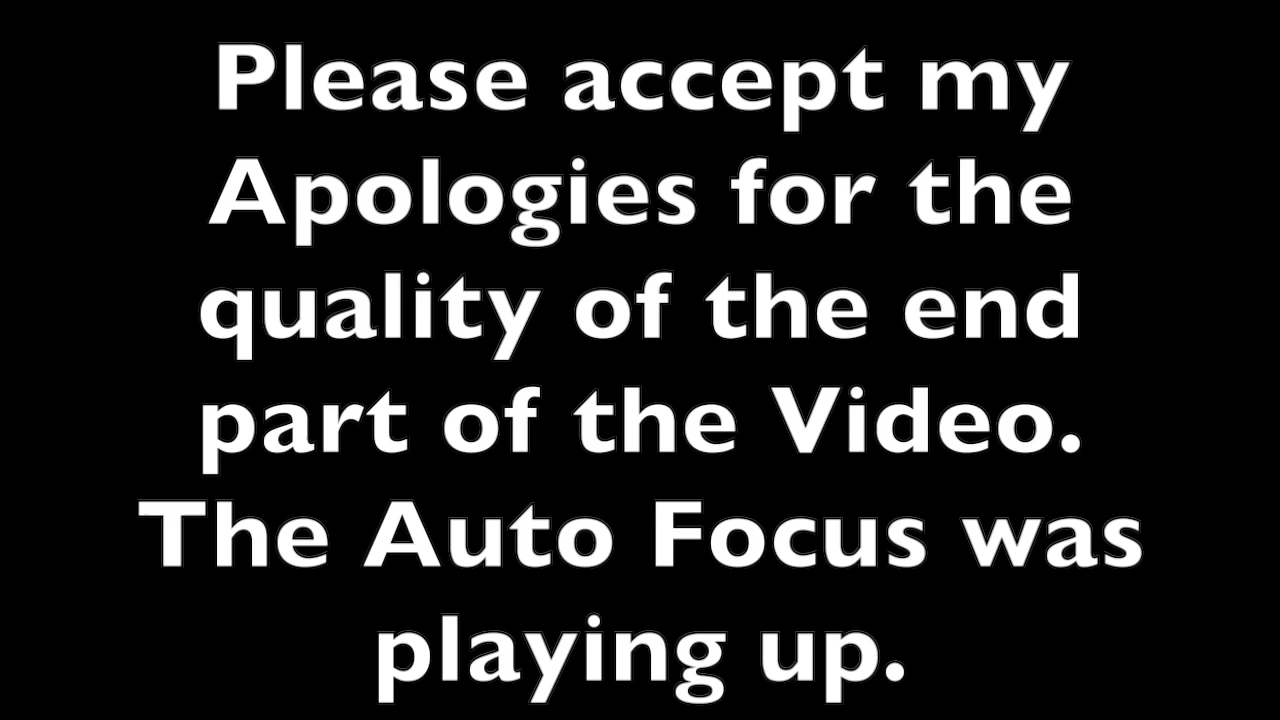 Please accept my
Apologies for the
quality of the end
part of the Video.
The Auto Focus was
playing up.